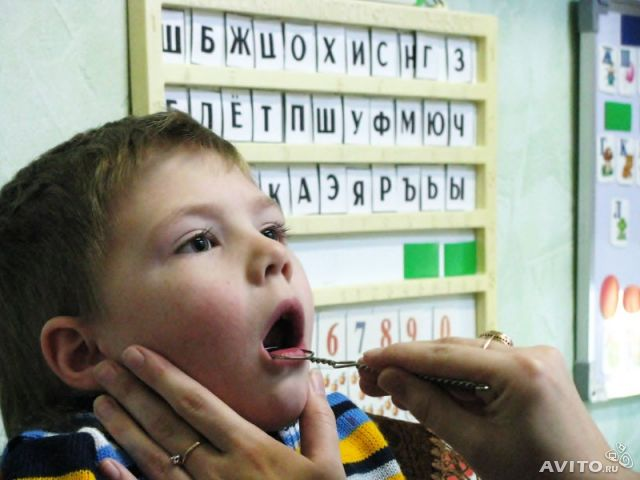 Ш Б Ж Ц О Х И С Н Г З
Ё Т П Ш У Ф М Ю Ч
К А Э Я Р Ъ Ь Ы
6 7 8 9 0
AVITO.ru